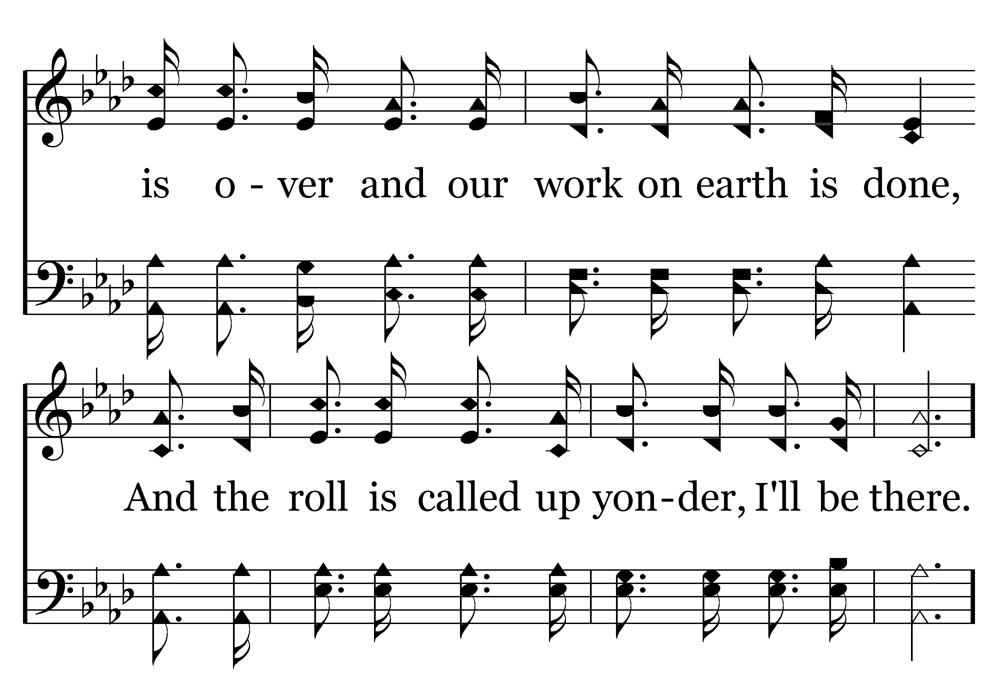 is o - ver and our work on earth is done,
And the roll is called up yon-der, I'll be there.